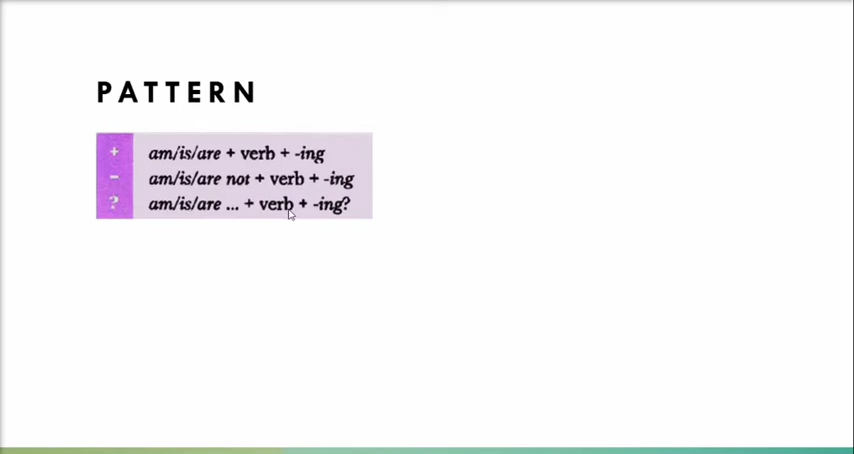 PATTERN
+ am/is/are + verb + -ing
- am/is/are not + verb + -ing
? am/is/are ... + verb + -ing?